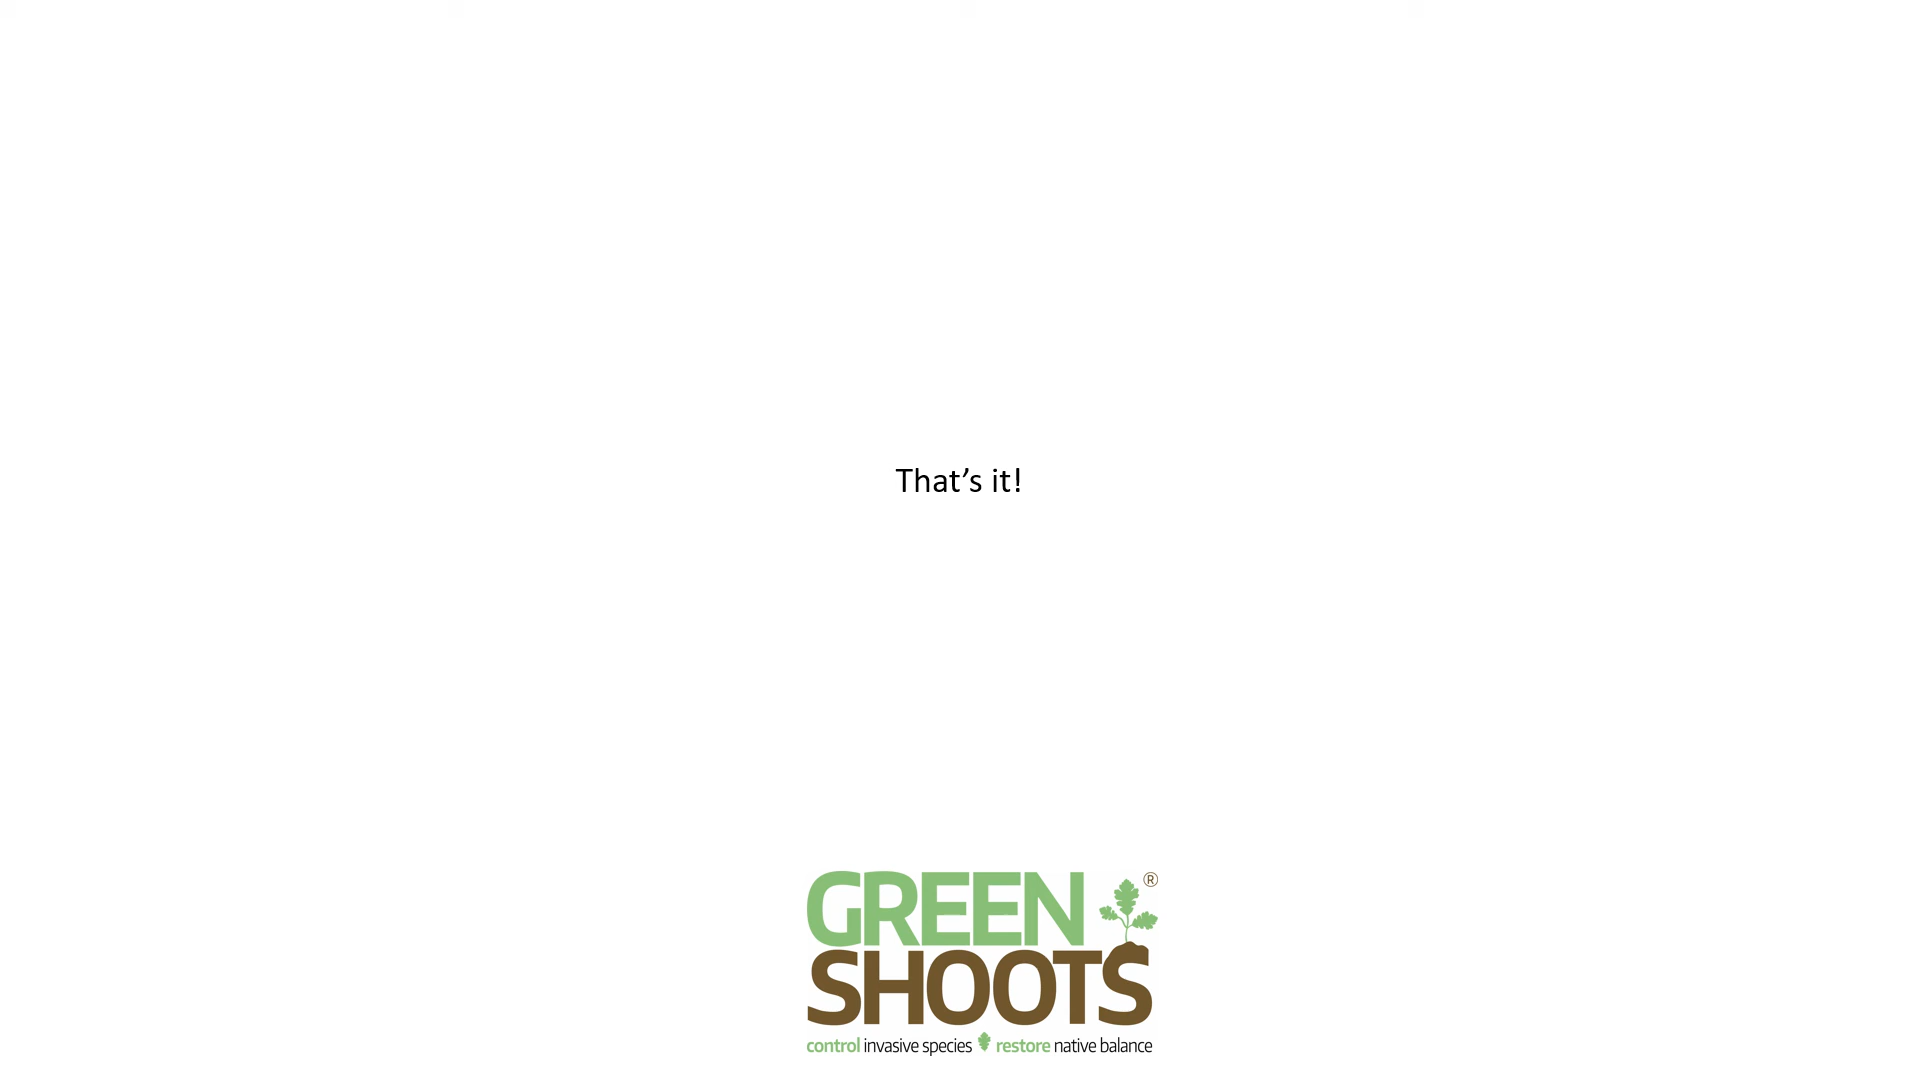 That’s it!
GREEN ®
SHOOTS
control invasive species restore native balance